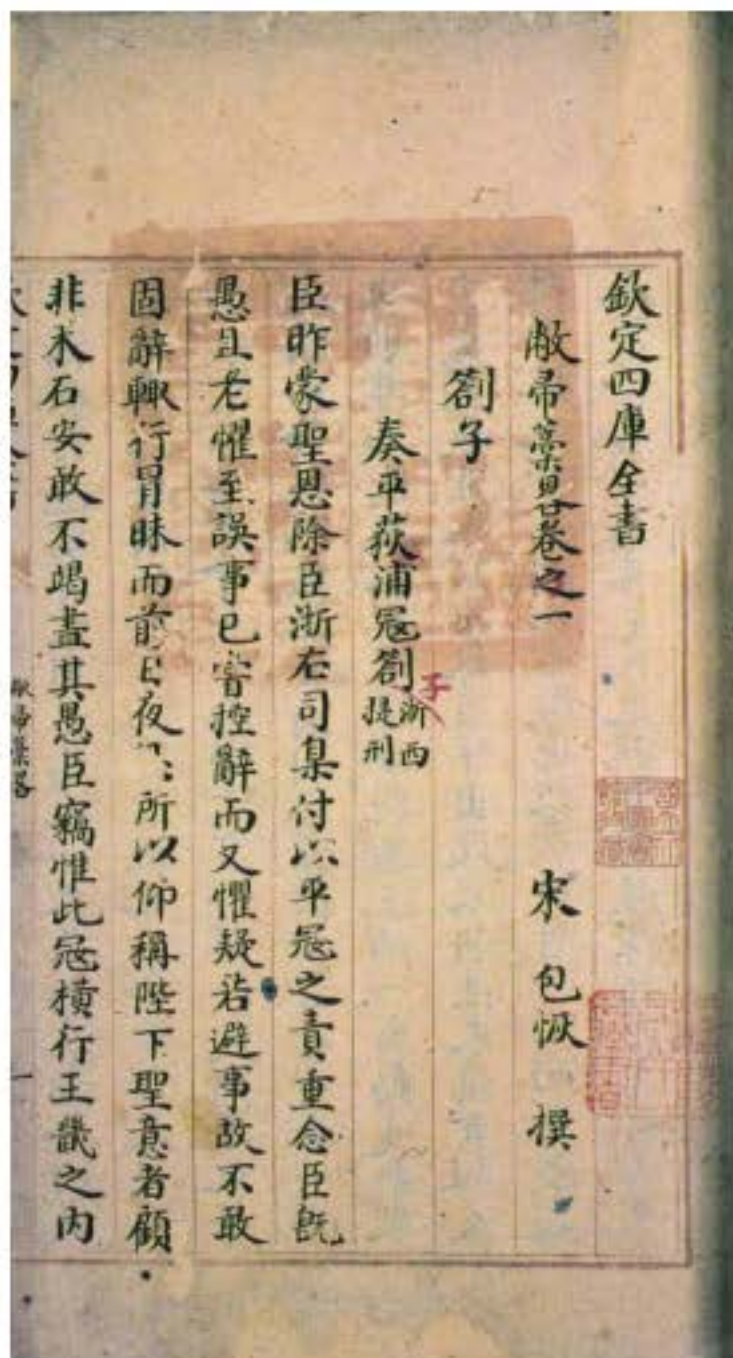 欽定四庫全書
敝帚藁畧卷之一
宋 包恢 撰
劄子
奏平荻浦寇劄子浙西提刑
臣昨蒙聖恩除臣浙右司臬付以平寇之責重念臣既
愚且老懼至誤事已嘗控辭而又懼疑若避事故不敢
固辭輒行冒昧而前日夜所以仰稱陛下聖意者顧
非木石安敢不竭盡其愚臣竊惟此寇橫行王畿之内
敝帚藁畧
一